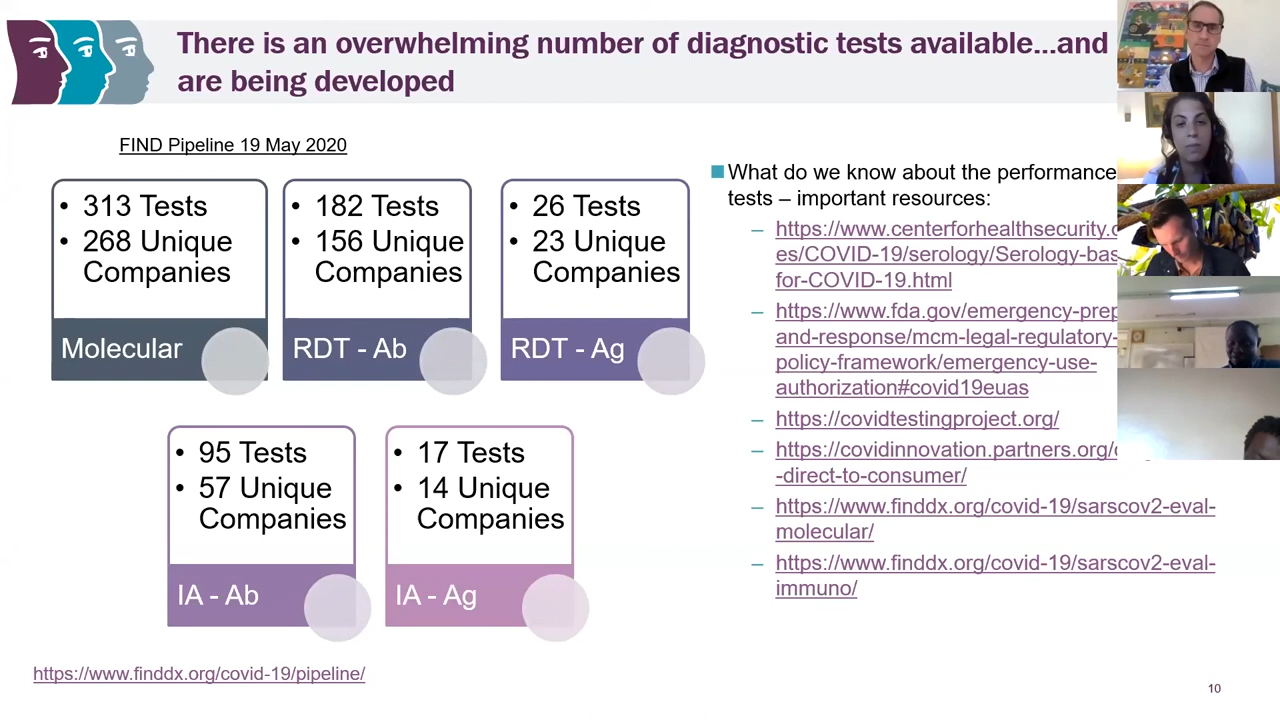 There is an overwhelming number of diagnostic tests available...and
are being developed
FIND Pipeline 19 May 2020
• 313 Tests
• 268 Unique
Companies
Molecular
• 182 Tests
• 156 Unique
Companies
RDT - Ab
• 26 Tests
• 23 Unique
Companies
RDT - Ag
• 95 Tests
• 57 Unique
Companies
IA - Ab
• 17 Tests
• 14 Unique
Companies
IA - Ag
https://www.finddx.org/covid-19/pipeline/
What do we know about the performance
tests – important resources:
– https://www.centerforhealthsecurity.
es/COVID-19/serology/Serology-bas
for-COVID-19.html
– https://www.fda.gov/emergency-prep
and-response/mcm-legal-regulatory-
policy-framework/emergency-use-
authorization#covid19euas
– https://covidtestingproject.org/
– https://covidinnovation.partners.org/
-direct-to-consumer/
– https://www.finddx.org/covid-19/sarscov2-eval-
molecular/
– https://www.finddx.org/covid-19/sarscov2-eval-
immuno/
10